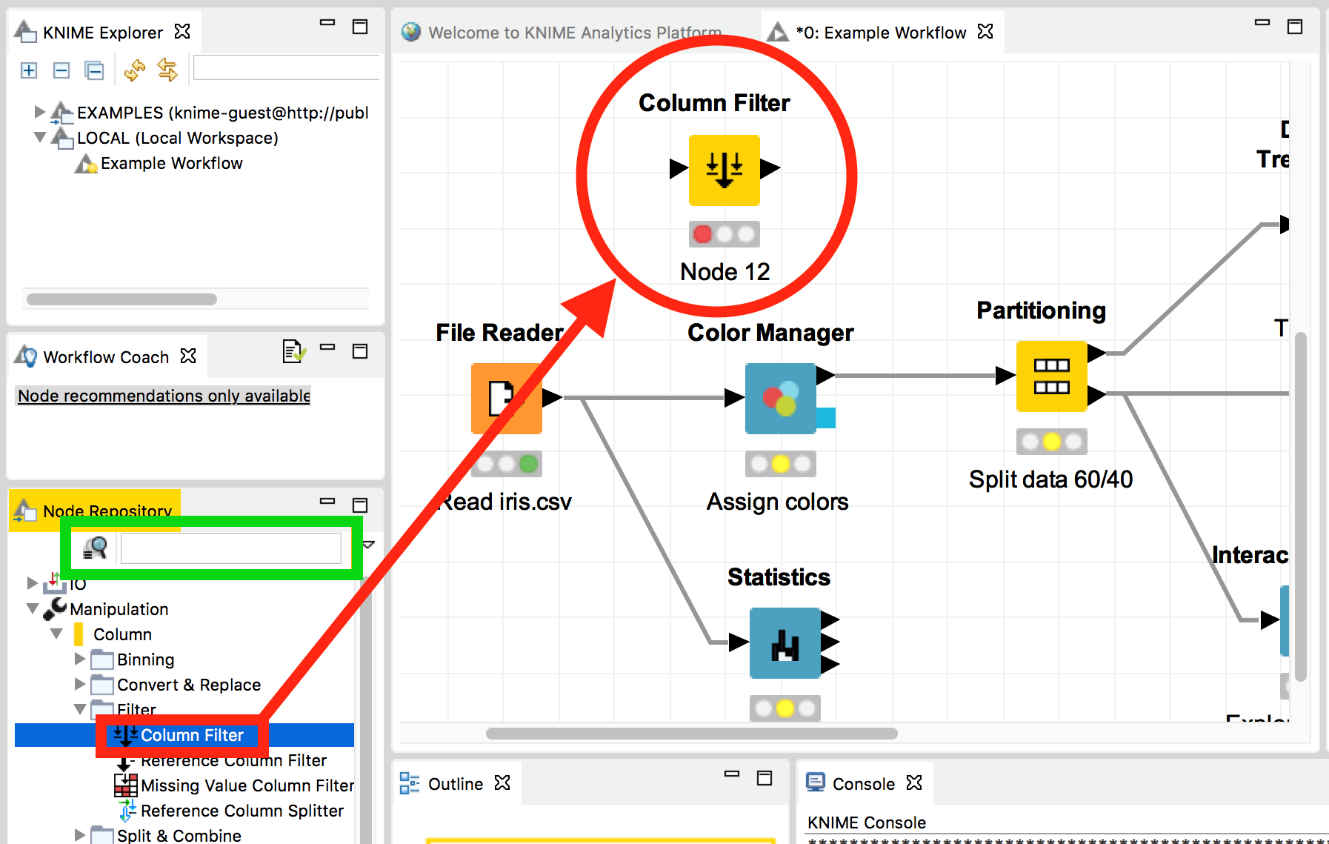 KNIME Explorer
EXAMPLES (knime-guest@http://publ
LOCAL (Local Workspace)
Example Workflow
Workflow Coach
Node recommendations only available
Node Repository
IO
Manipulation
Column
Binning
Convert & Replace
Filter
Column Filter
Reference Column Filter
Missing Value Column Filter
Reference Column Splitter
Split & Combine
Welcome to KNIME Analytics Platform
*0: Example Workflow
Column Filter
Node 12
File Reader
Read iris.csv
Color Manager
Assign colors
Partitioning
Split data 60/40
Statistics
D
Tre
T
Interac
Outline
Console
KNIME Console